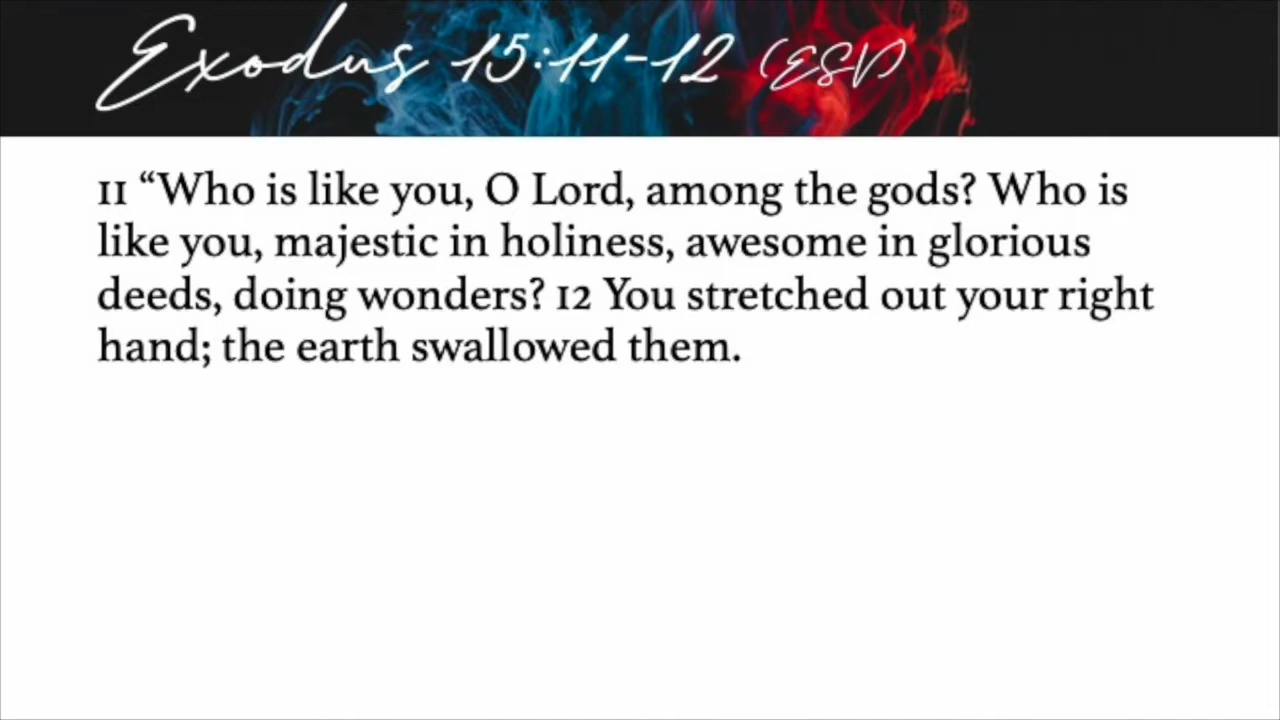 Exodus 15:11-12 (ESV)
11 “Who is like you, O Lord, among the gods? Who is
like you, majestic in holiness, awesome in glorious
deeds, doing wonders? 12 You stretched out your right
hand; the earth swallowed them.